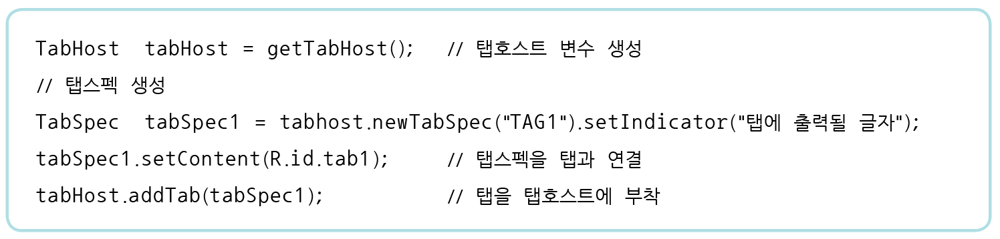 TabHost  tabHost = getTabHost();   // 탭호스트 변수 생성
// 탭스펙 생성
TabSpec  tabSpec1 = tabhost.newTabSpec("TAG1").setIndicator("탭에 출력될 글자");
tabSpec1.setContent(R.id.tab1);     // 탭스펙을 탭과 연결
tabHost.addTab(tabSpec1);          // 탭을 탭호스트에 부착